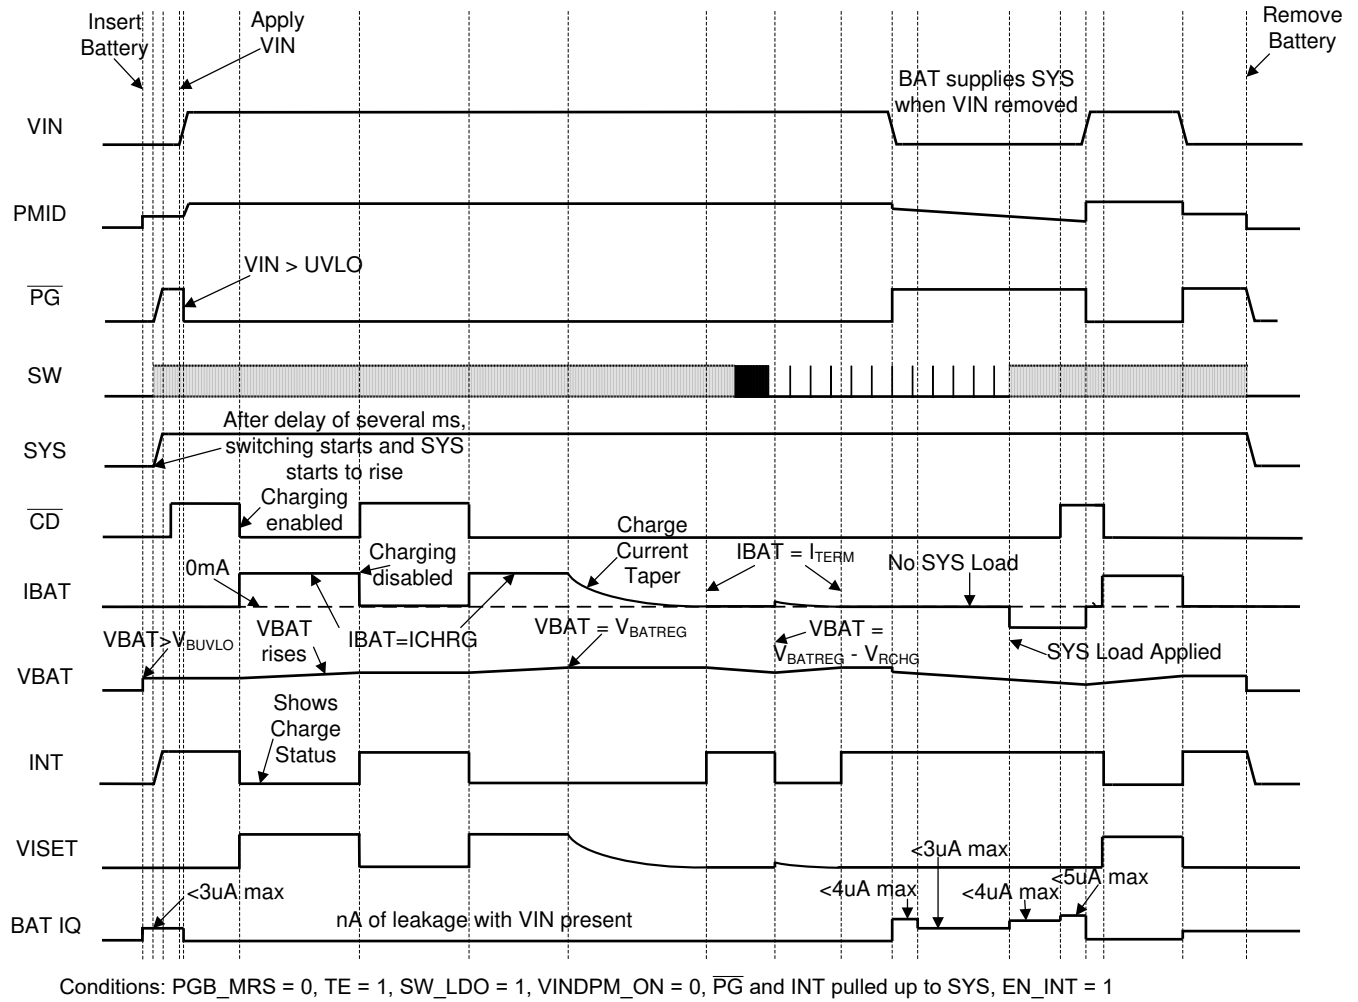 Insert
Battery
Apply
VIN
Remove
Battery
BAT supplies SYS
when VIN removed
VIN
PMID
VIN > UVLO
PG
SW
After delay of several ms,
switching starts and SYS
starts to rise
SYS
CD
Charging
enabled
Charging
disabled
Charge
Current
Taper
IBAT = ITERM
No SYS Load
0mA
IBAT
VBAT>VBUVLO
VBAT
rises
IBAT=ICHRG
VBAT = VBATREG
VBAT =
VBATREG - VRCHG
SYS Load Applied
VBAT
Shows
Charge
Status
INT
VISET
<3uA max
<4uA max
<3uA max
<4uA max
<5uA max
BAT IQ
nA of leakage with VIN present
Conditions: PGB_MRS = 0, TE = 1, SW_LDO = 1, VINDPM_ON = 0, PG and INT pulled up to SYS, EN_INT = 1